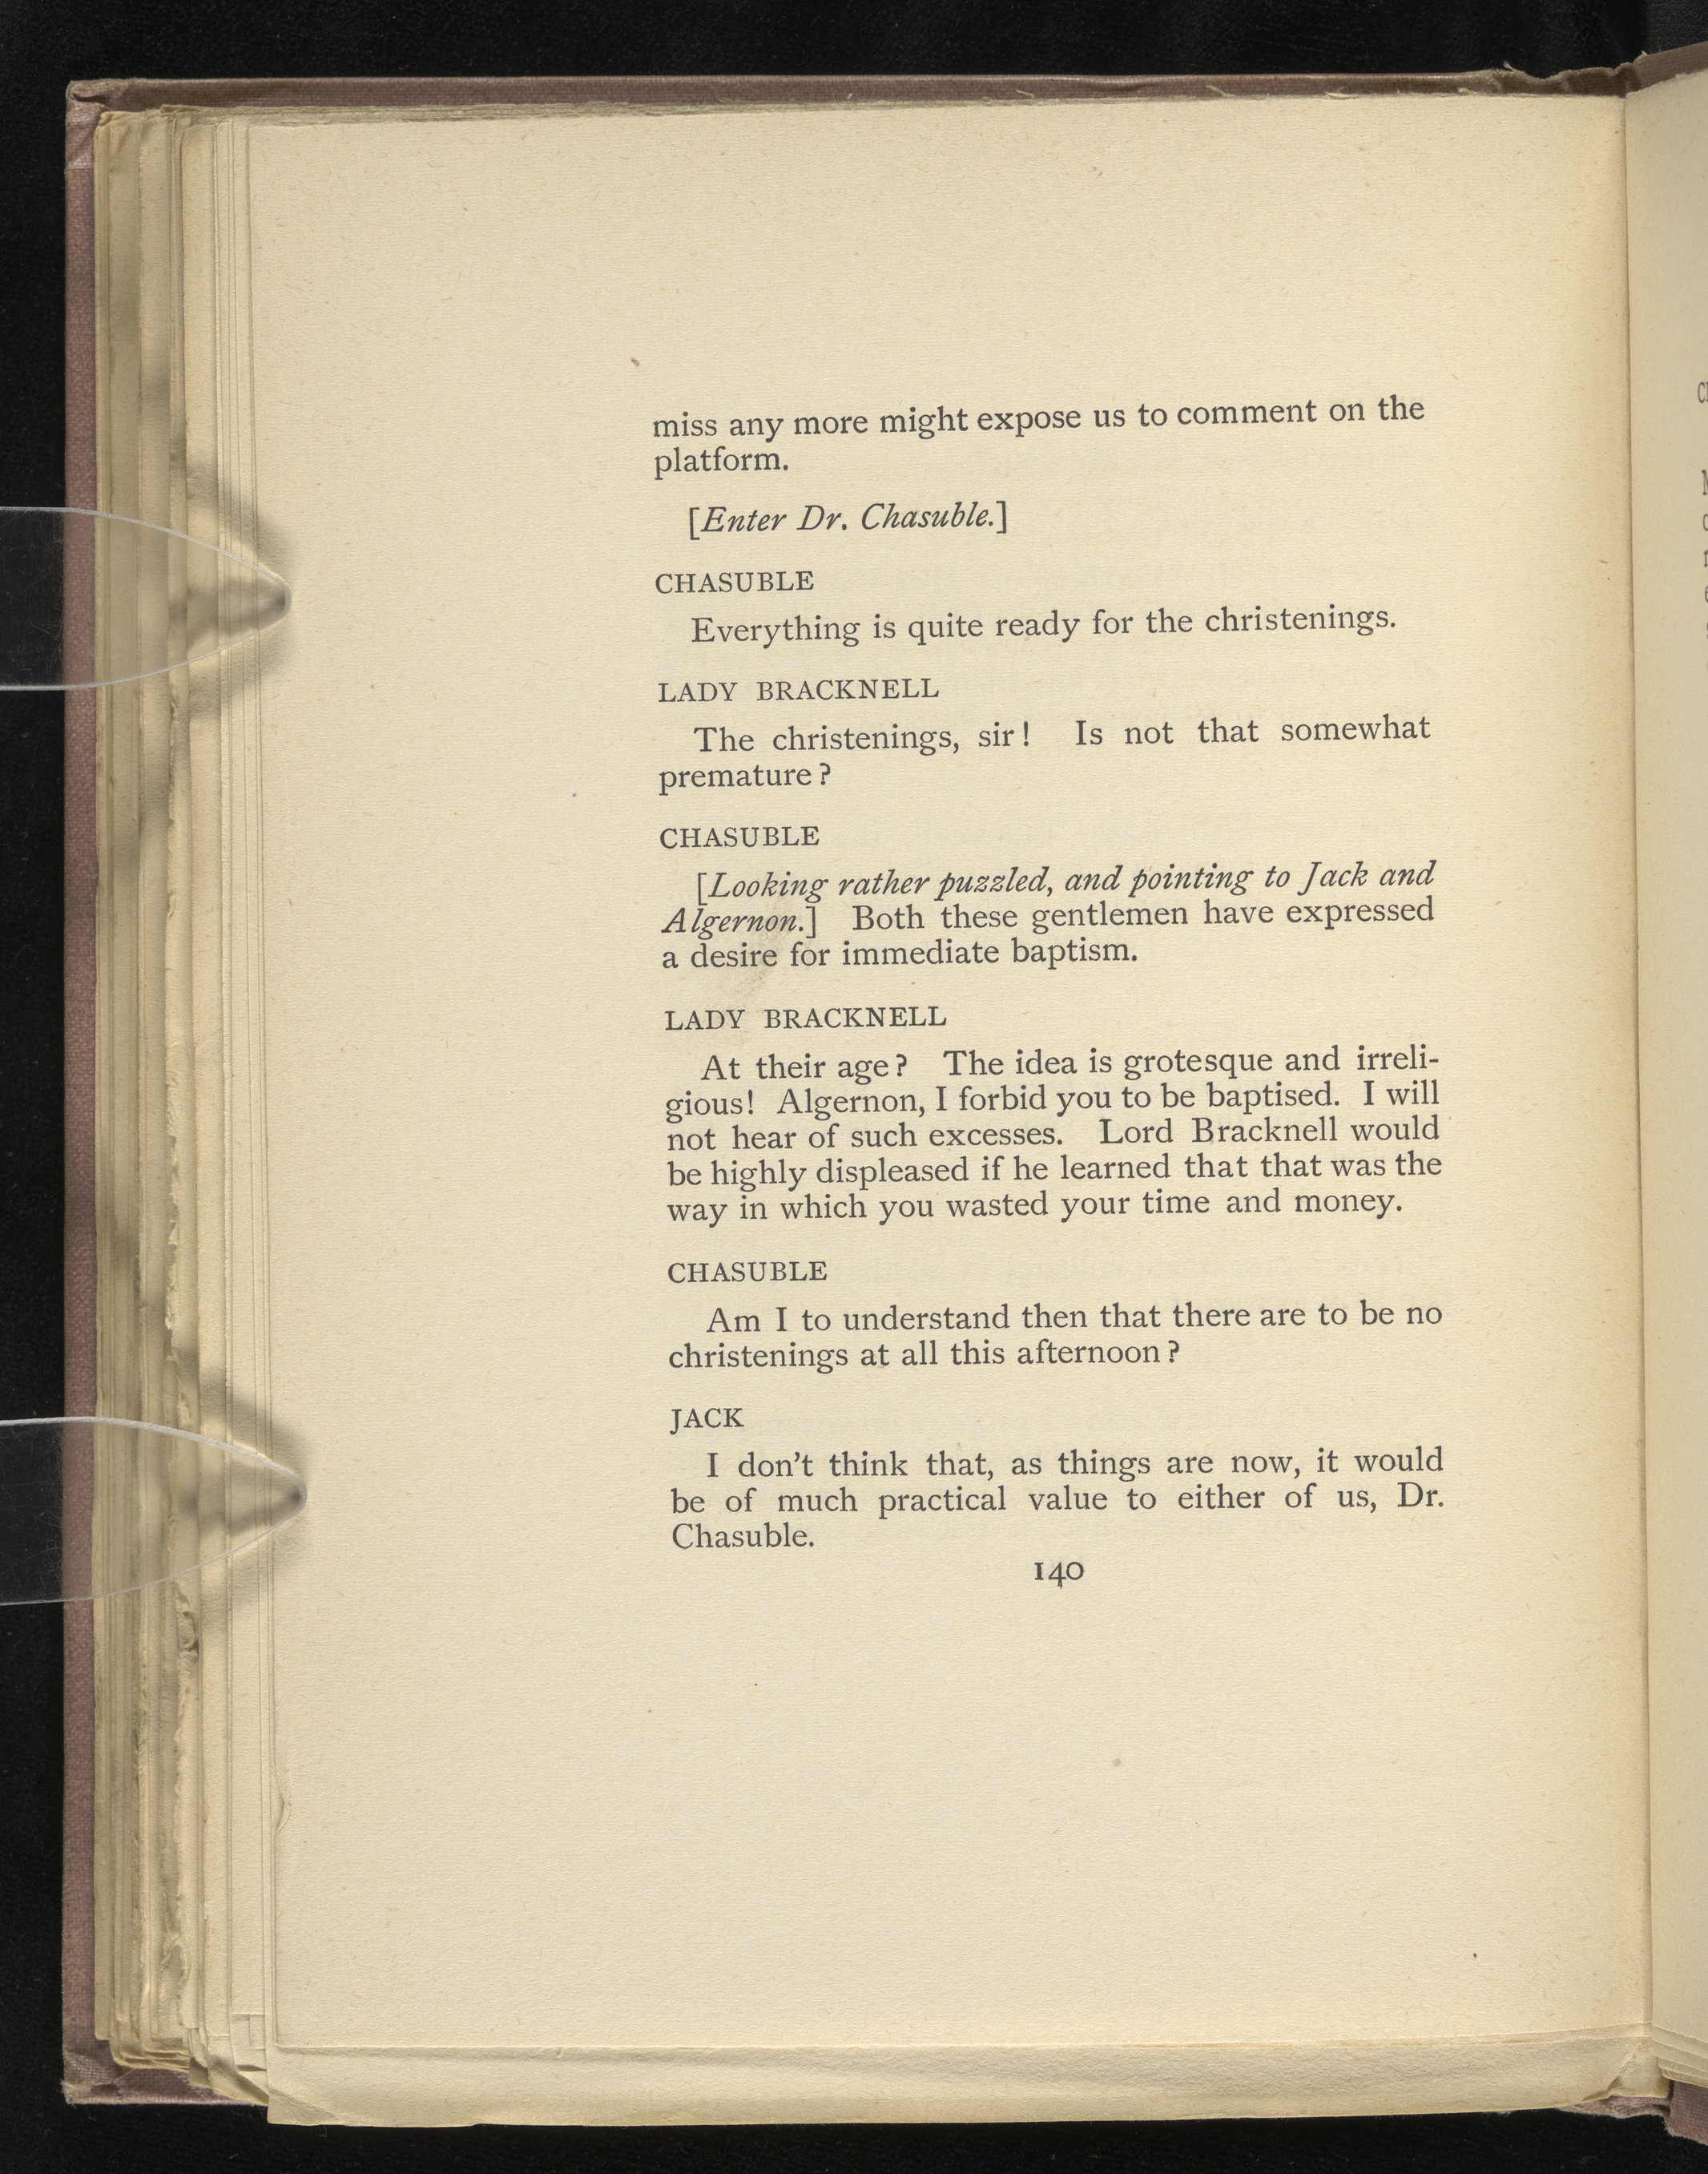 miss any more might expose us to comment on the
platform.
[Enter Dr. Chasuble.]
CHASUBLE
Everything is quite ready for the christenings.
LADY BRACKNELL
The christenings, sir! Is not that somewhat
premature?
CHASUBLE
[Looking rather puzzled, and pointing to Jack and
Algernon.] Both these gentlemen have expressed
a desire for immediate baptism.
LADY BRACKNELL
At their age? The idea is grotesque and irreli-
gious! Algernon, I forbid you to be baptised. I will
not hear of such excesses. Lord Bracknell would
be highly displeased if he learned that that was the
way in which you wasted your time and money.
CHASUBLE
Am I to understand then that there are to be no
christenings at all this afternoon?
JACK
I don't think that, as things are now, it would
be of much practical value to either of us, Dr.
Chasuble.
140